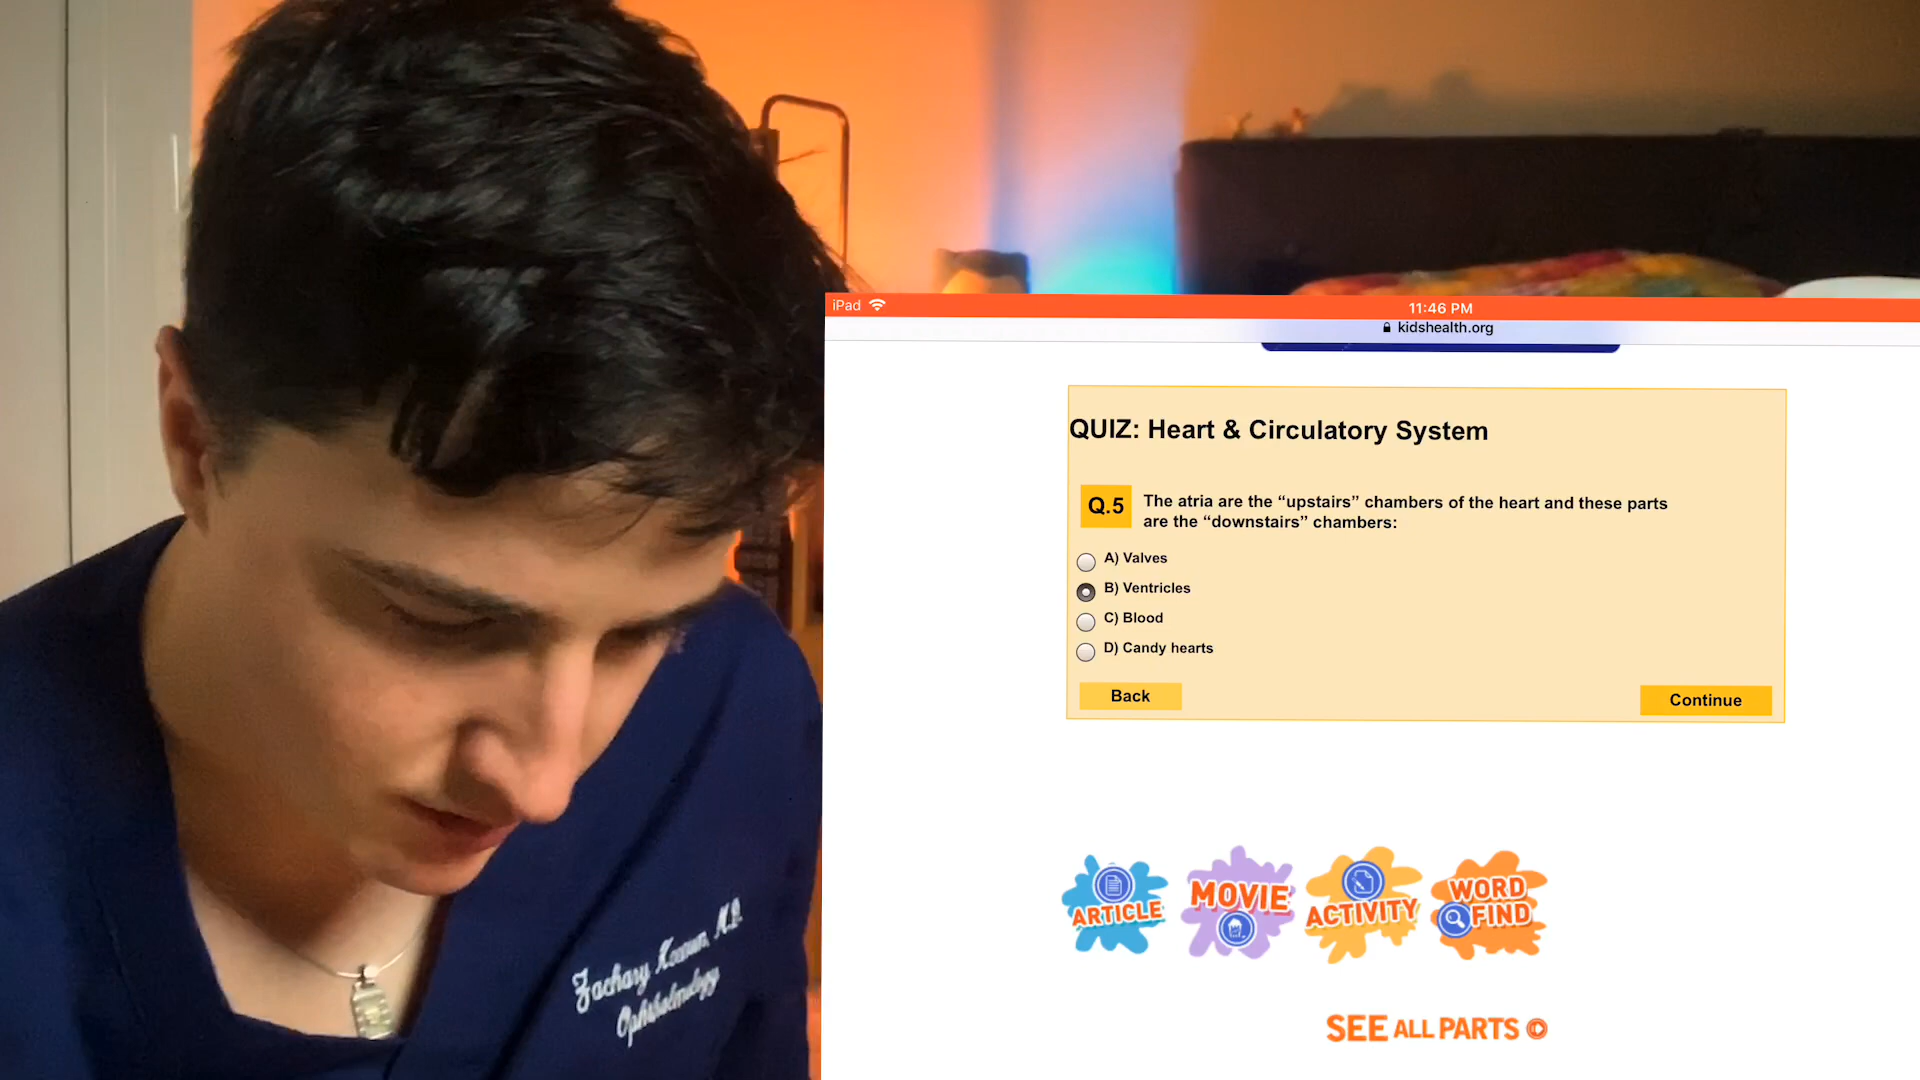 iPad
11:46 PM
kidshealth.org
QUIZ: Heart & Circulatory System
Q.5
The atria are the “upstairs” chambers of the heart and these parts
are the “downstairs” chambers:
A) Valves
B) Ventricles
C) Blood
D) Candy hearts
Back
Continue
ARTICLE
MOVIE
ACTIVITY
WORD
FIND
SEE ALL PARTS
Zachary
M.D.
Ophthalmology